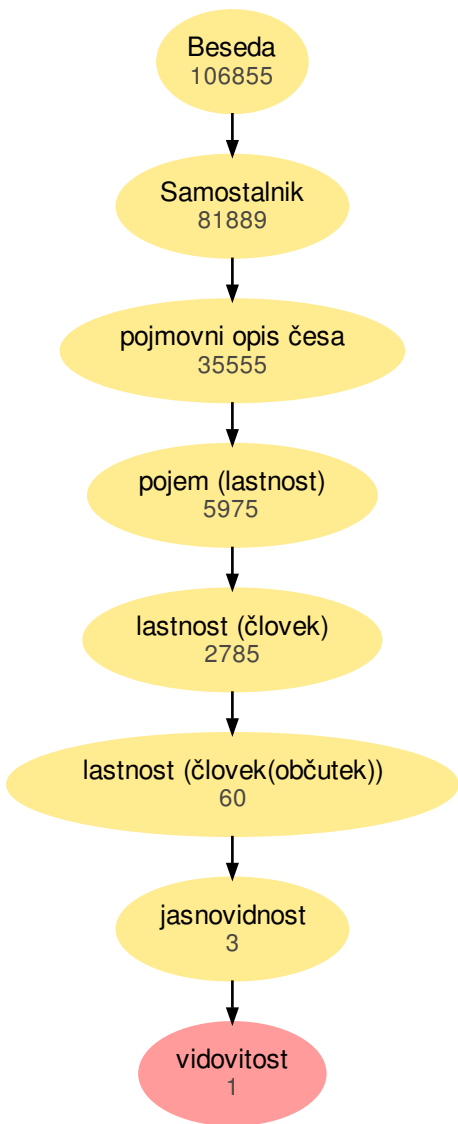 Beseda
106855
Samostalnik
81889
pojmovni opis česa
35555
pojem (lastnost)
5975
lastnost (človek)
2785
lastnost (človek(občutek))
60
jasnovidnost
3
vidovitost
1